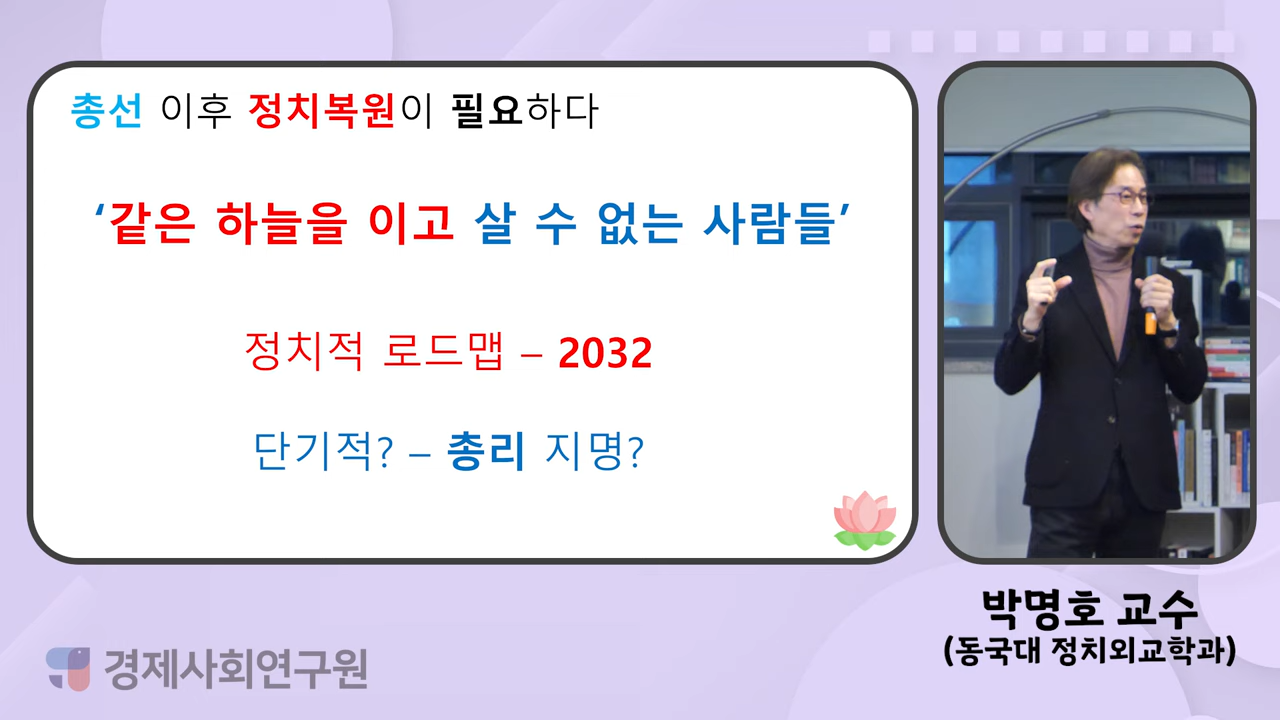 총선 이후 정치복원이 필요하다
‘같은 하늘을 이고 살 수 없는 사람들’
정치적 로드맵 – 2032
단기적? – 총리 지명?
박명호 교수
(동국대 정치외교학과)
경제사회연구원